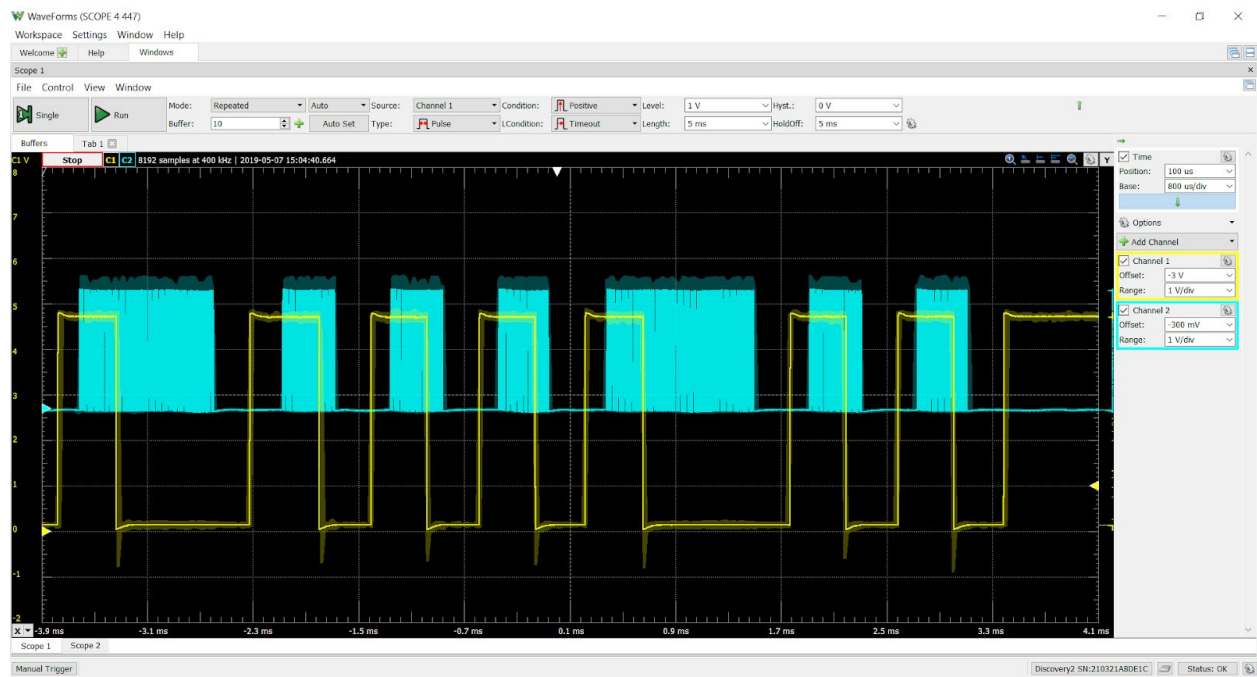 WaveForms (SCOPE 4 447)
Workspace Settings Window Help
Welcome Help Windows
Scope 1
File Control View Window
Single Run Mode: Repeated Auto Source: Channel 1 Condition: Positive Level: 1 V Hyst.: 0 V
Buffer: 10 Auto Set Type: Pulse LCondition: Timeout Length: 5 ms HoldOff: 5 ms
Buffers Tab 1
C1 V Stop C1 C2 8192 samples at 400 kHz | 2019-05-07 15:04:40.664 Y
8
7
6
5
4
3
2
1
0
-1
-2
X -3.9 ms -3.1 ms -2.3 ms -1.5 ms -0.7 ms 0.1 ms 0.9 ms 1.7 ms 2.5 ms 3.3 ms 4.1 ms
Time
Position: 100 us
Base: 800 us/div
Options
Add Channel
Channel 1
Offset: -3 V
Range: 1 V/div
Channel 2
Offset: -300 mV
Range: 1 V/div
Scope 1 Scope 2
Manual Trigger Discovery2 SN:210321ABDE1C Status: OK